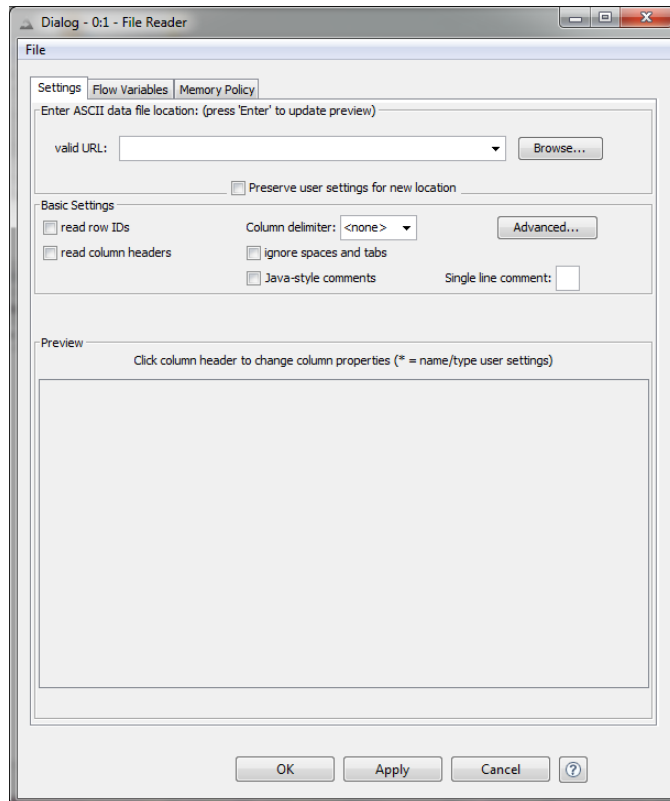 Dialog - 0:1 - File Reader
File
Settings Flow Variables Memory Policy
Enter ASCII data file location: (press 'Enter' to update preview)
valid URL: Browse...
Preserve user settings for new location
Basic Settings
read row IDs Column delimiter: <none> Advanced...
read column headers ignore spaces and tabs
Java-style comments Single line comment:
Preview
Click column header to change column properties (* = name/type user settings)
OK Apply Cancel ?